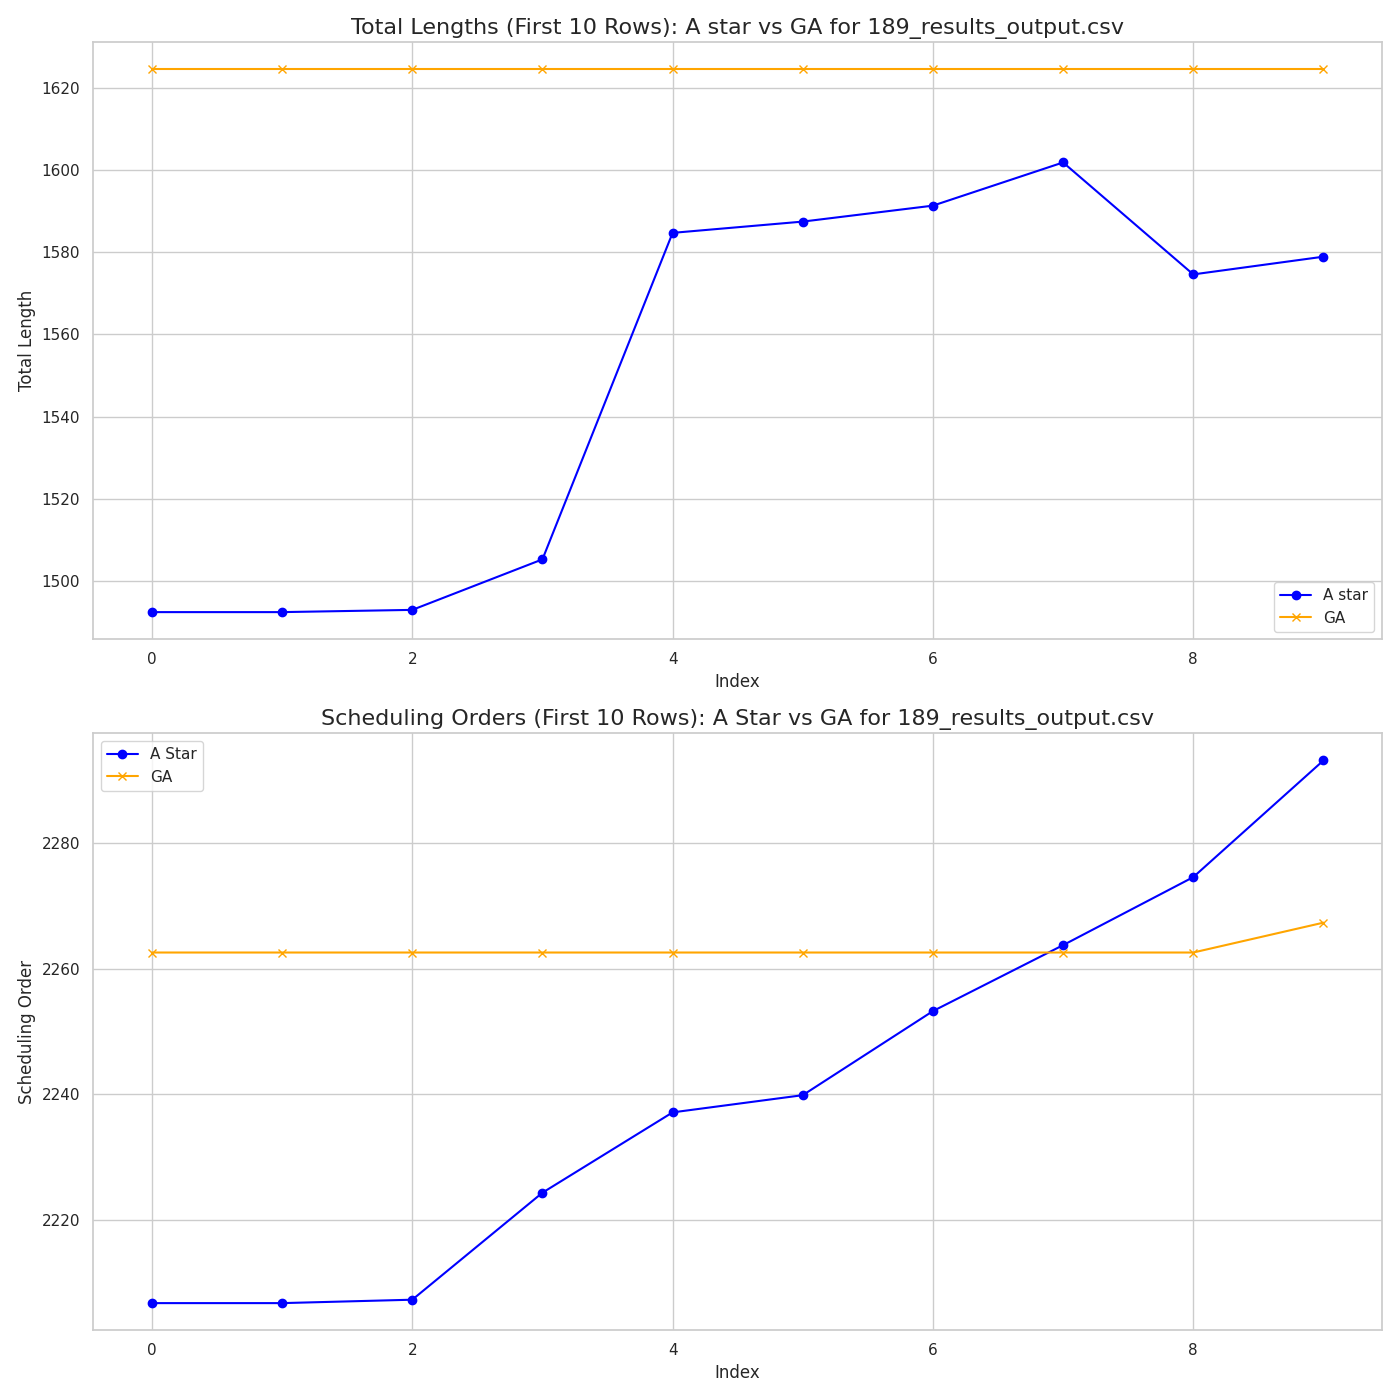 Total Lengths (First 10 Rows): A star vs GA for 189_results_output.csv
1620
1600
1580
1560
1540
1520
1500
Total Length
A star
GA
0 2 4 6 8
Index
Scheduling Orders (First 10 Rows): A Star vs GA for 189_results_output.csv
A Star
GA
2280
2260
2240
2220
Scheduling Order
0 2 4 6 8
Index